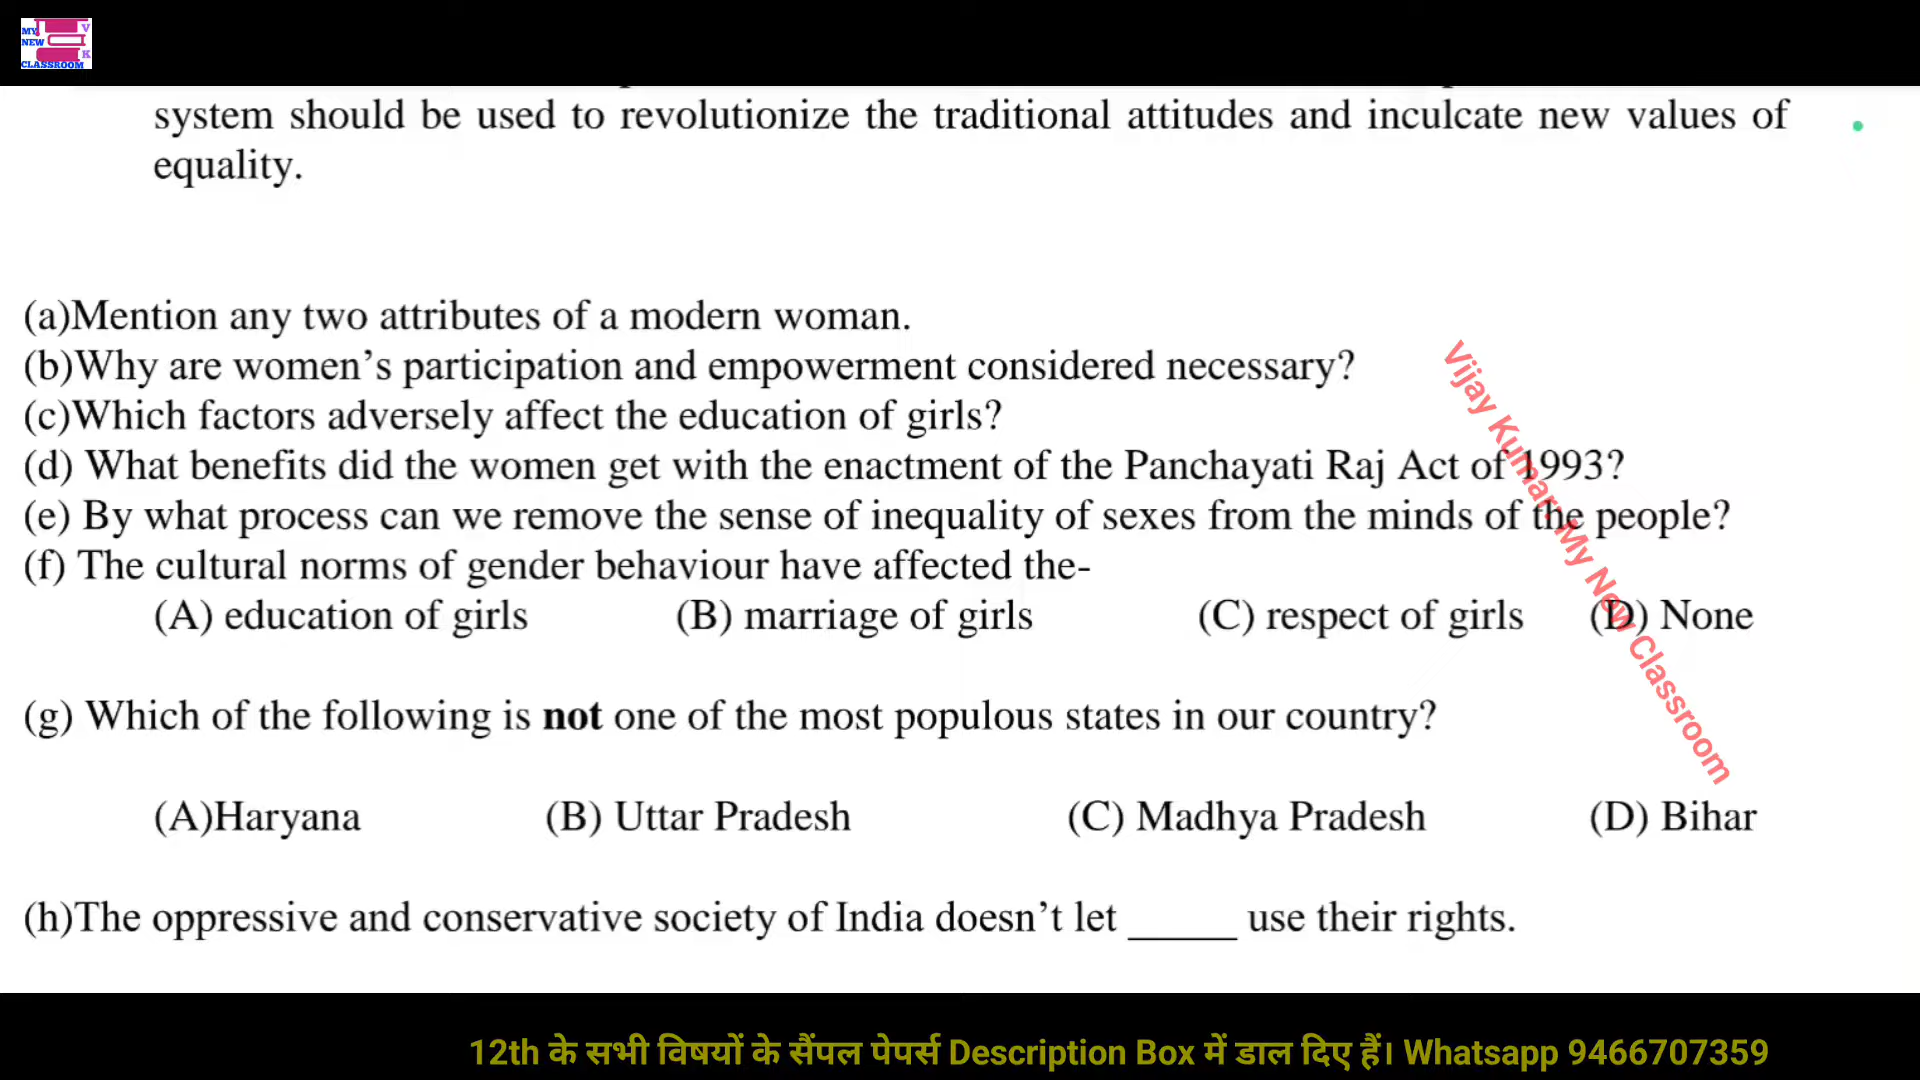 MY
NEW
CLASSROOM
V
K
system should be used to revolutionize the traditional attitudes and inculcate new values of
equality.
(a)Mention any two attributes of a modern woman.
(b)Why are women’s participation and empowerment considered necessary?
(c)Which factors adversely affect the education of girls?
(d) What benefits did the women get with the enactment of the Panchayati Raj Act of 1993?
(e) By what process can we remove the sense of inequality of sexes from the minds of the people?
(f) The cultural norms of gender behaviour have affected the-
(A) education of girls (B) marriage of girls (C) respect of girls (D) None
(g) Which of the following is not one of the most populous states in our country?
(A)Haryana (B) Uttar Pradesh (C) Madhya Pradesh (D) Bihar
(h)The oppressive and conservative society of India doesn’t let _____ use their rights.
Vijay Kumar: My New Classroom
12th के सभी विषयों के सैंपल पेपर्स Description Box में डाल दिए हैं। Whatsapp 9466707359